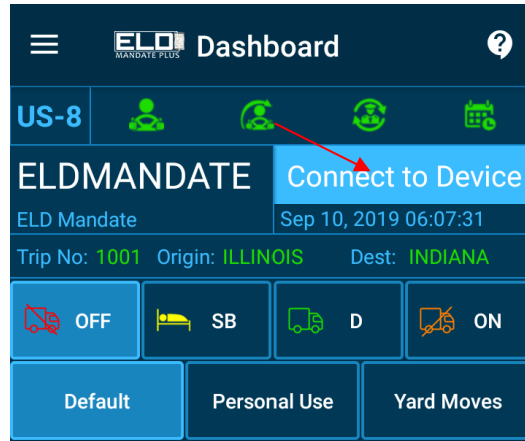 ELD MANDATE PLUS Dashboard ?
US-8
ELDMANDATE Connect to Device
ELD Mandate Sep 10, 2019 06:07:31
Trip No: 1001 Origin: ILLINOIS Dest: INDIANA
OFF SB D ON
Default Personal Use Yard Moves